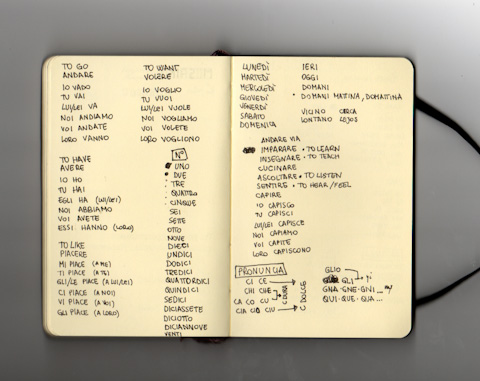 TO GO
ANDARE
IO VADO
TU VAI
LUI/LEI VA
NOI ANDIAMO
VOI ANDATE
LORO VANNO
TO HAVE
AVERE
IO HO
TU HAI
EGLI HA (LUI/LEI)
NOI ABBIAMO
VOI AVETE
ESSI HANNO (LORO)
TO LIKE
PIACERE
MI PIACE (A ME)
TI PIACE (A TE)
GLI/LE PIACE (A LUI/LEI)
CI PIACE (A NOI)
VI PIACE (A VOI)
GLI PIACE (A LORO)
TO WANT
VOLERE
IO VOGLIO
TU VUOI
LUI/LEI VUOLE
NOI VOGLIAMO
VOI VOLETE
LORO VOGLIONO
Nº
UNO
DUE
TRE
QUATTRO
CINQUE
SEI
SETTE
OTTO
NOVE
DIECI
UNDICI
DODICI
TREDICI
QUATTORDICI
QUINDICI
SEDICI
DICIASSETE
DICIOTTO
DICIANNOVE
VENTI
LUNEDÌ
MARTEDÌ
MERCOLEDÌ
GIOVEDÌ
VENERDÌ
SABATO
DOMENICA
IERI
OGGI
DOMANI
DOMANI MATTINA, DOMATTINA
VICINO CERCA
LONTANO LEJOS
ANDARE VIA
IMPARARE • TO LEARN
INSEGNARE • TO TEACH
CUCINARE
ASCOLTARE • TO LISTEN
SENTIRE • TO HEAR/FEEL
CAPIRE
IO CAPISCO
TU CAPISCI
LUI/LEI CAPISCE
NOI CAPIAMO
VOI CAPITE
LORO CAPISCONO
PRONUNCIA
CI CE
CHI CHE
CA CO CU
CIA CIO CIU
C DURA
C DOLCE
GLIO
GLI
GNA • GNE • GNI ... ñ
QUI • QUE • QUA ...